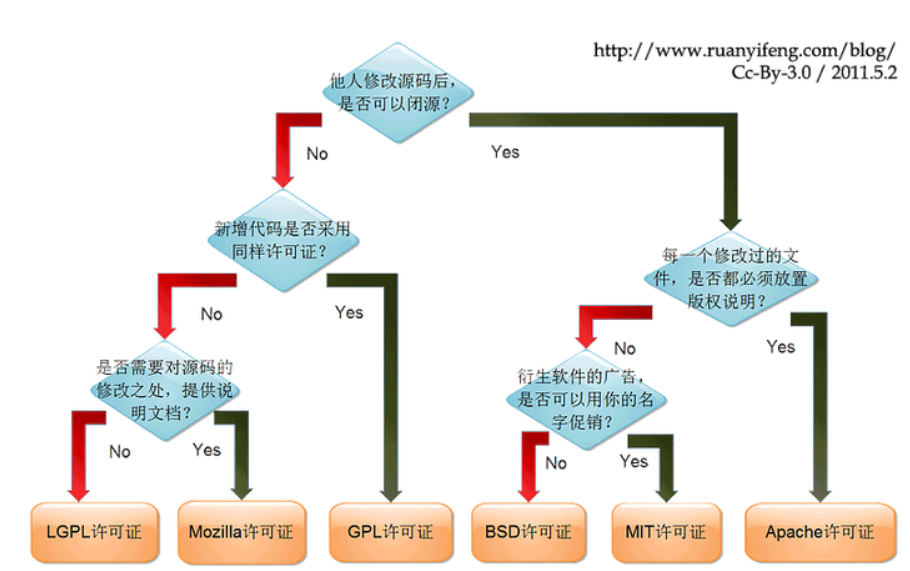 http://www.ruanyifeng.com/blog/
Cc-By-3.0 / 2011.5.2
他人修改源码后，
是否可以闭源？
No
Yes
新增代码是否采用
同样许可证？
每一个修改过的文
件，是否都必须放置
版权说明？
No
Yes
No
Yes
是否需要对源码的
修改之处，提供说
明文档？
衍生软件的广告，
是否可以用你的名
字促销？
No
Yes
No
Yes
LGPL许可证
Mozilla许可证
GPL许可证
BSD许可证
MIT许可证
Apache许可证